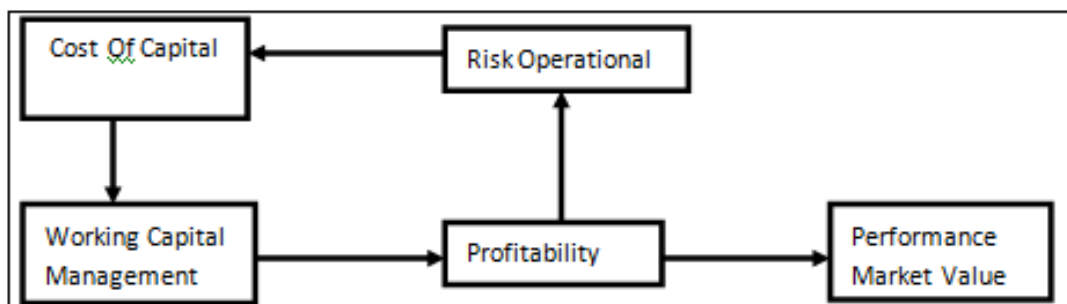 Cost Of Capital
Risk Operational
Working Capital
Management
Profitability
Performance
Market Value